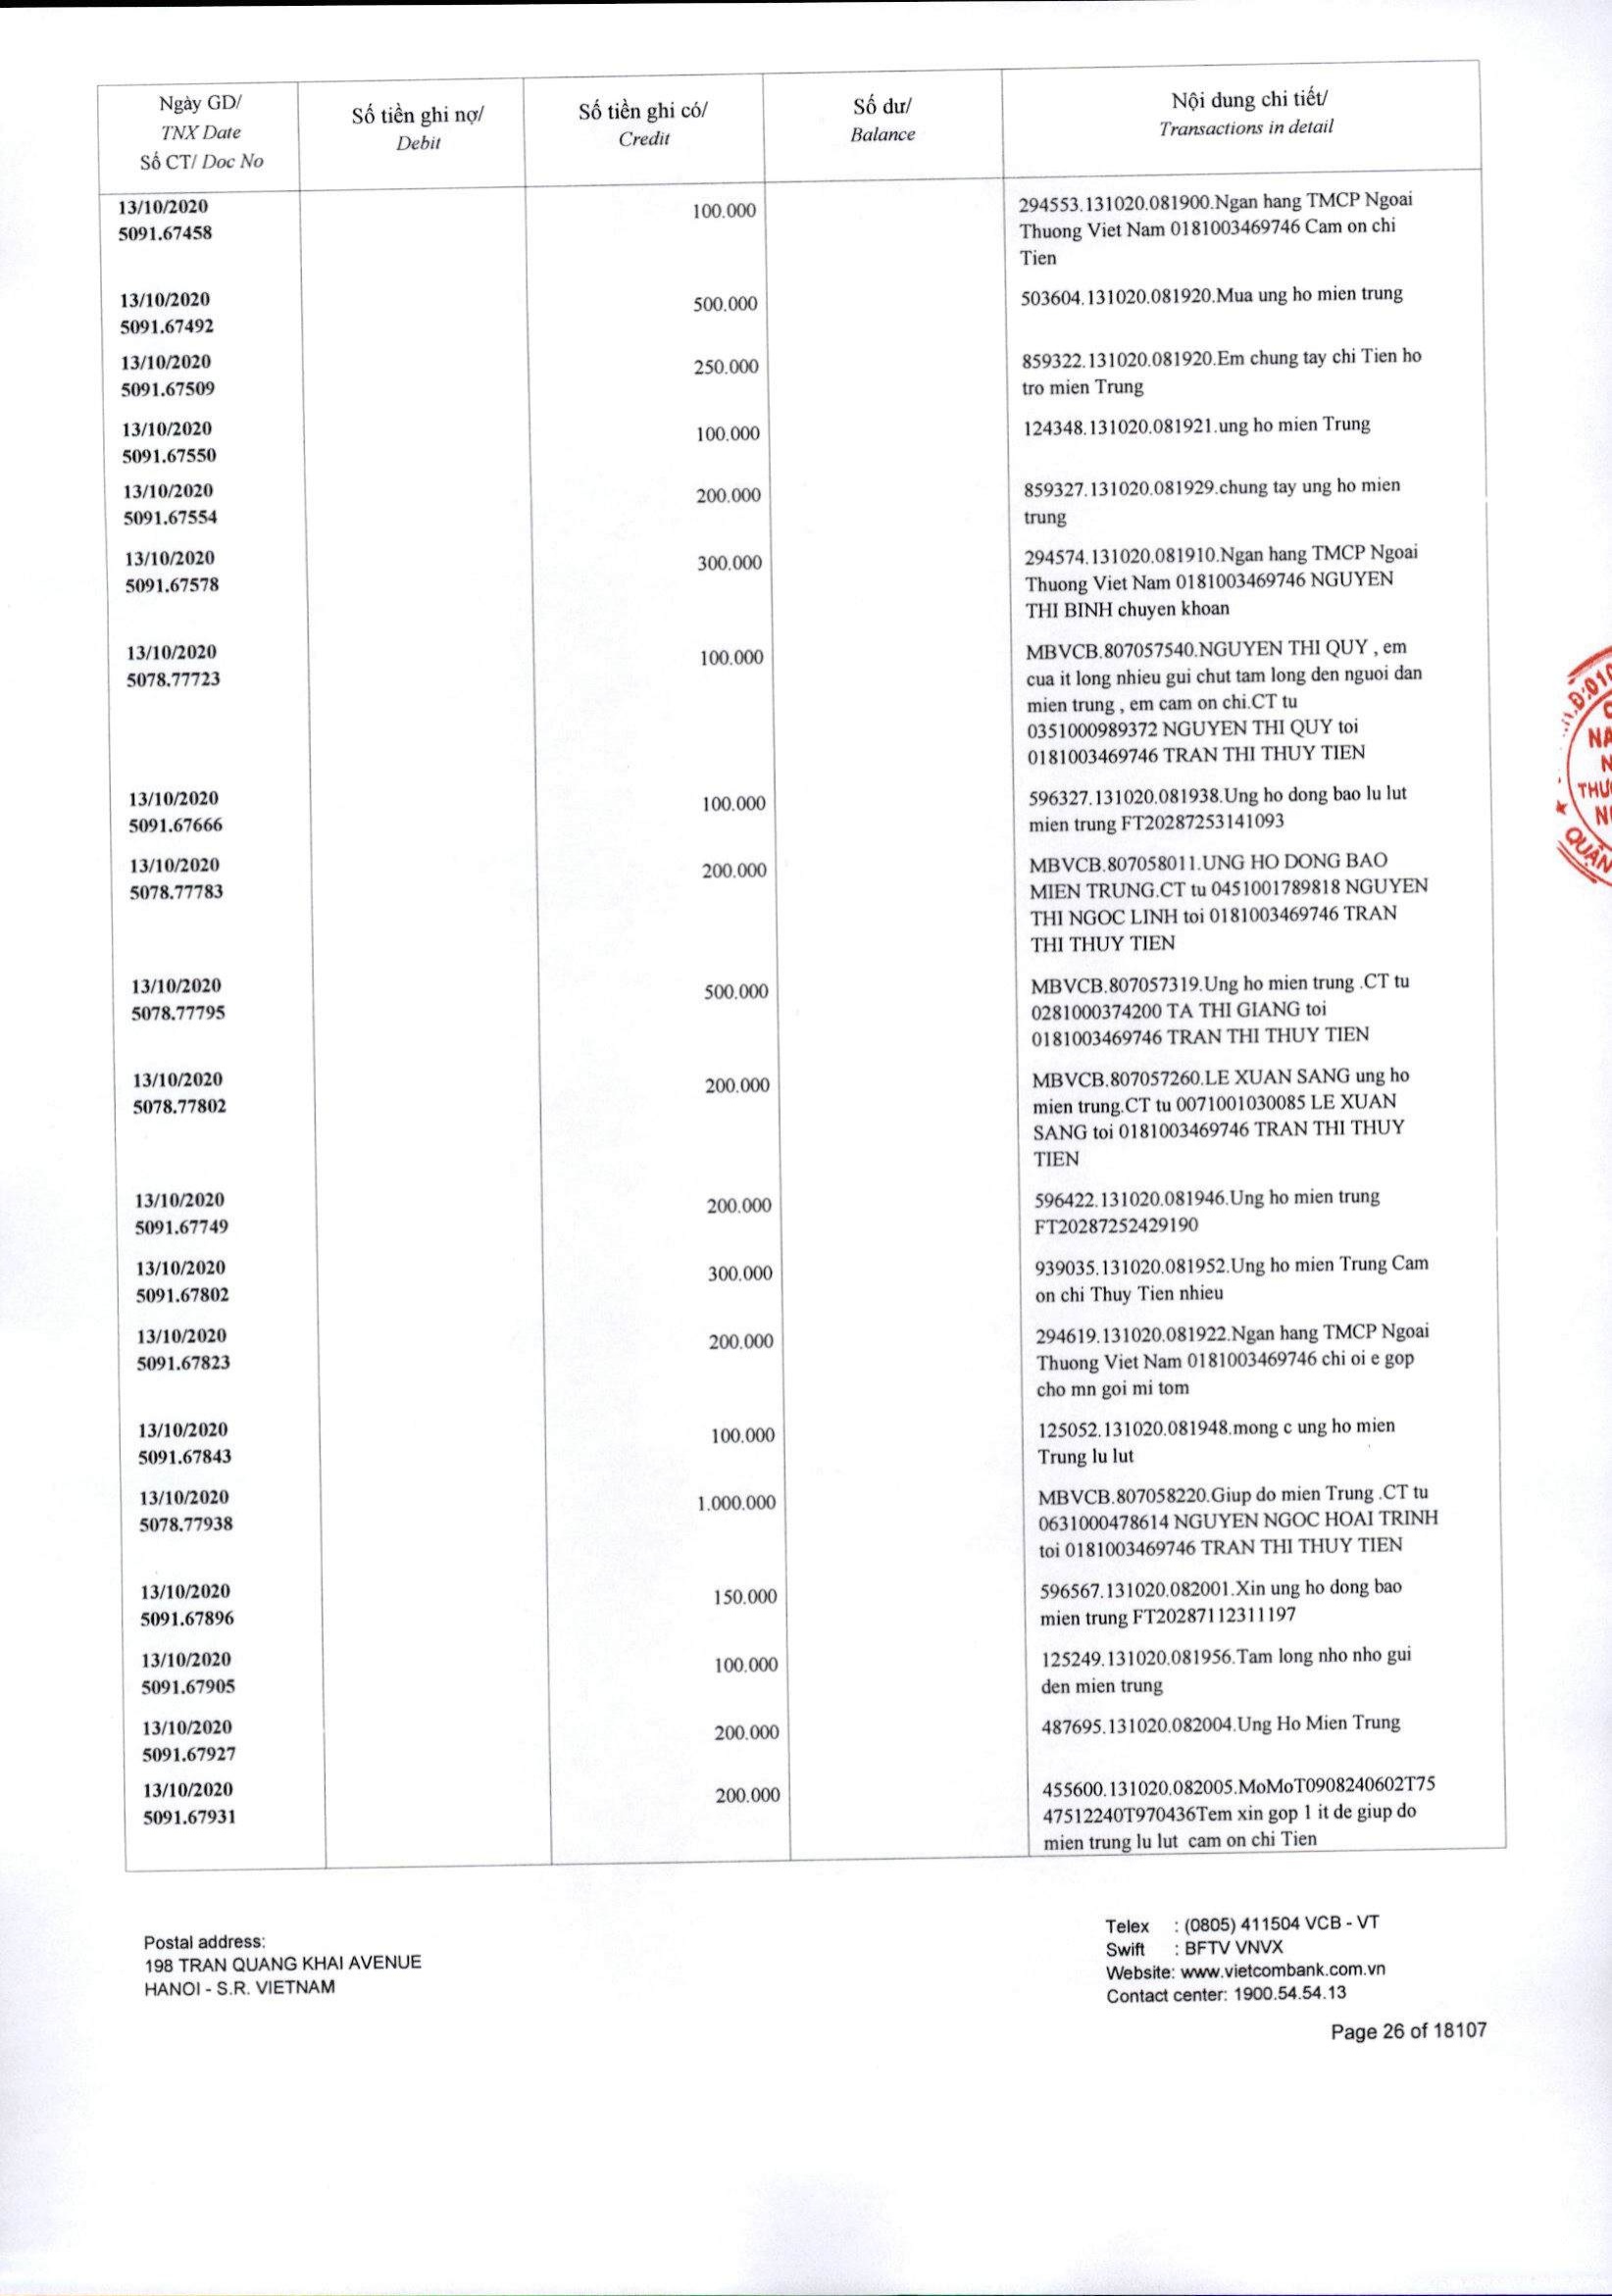 Ngày GD/
TNX Date
Số CT/ Doc No
Số tiền ghi nợ/
Debit
Số tiền ghi có/
Credit
Số dư/
Balance
Nội dung chi tiết/
Transactions in detail
13/10/2020
5091.67458
100.000
294553.131020.081900.Ngan hang TMCP Ngoai
Thuong Viet Nam 0181003469746 Cam on chi
Tien
13/10/2020
5091.67492
500.000
503604.131020.081920.Mua ung ho mien trung
13/10/2020
5091.67509
250.000
859322.131020.081920.Em chung tay chi Tien ho
tro mien Trung
13/10/2020
5091.67550
100.000
124348.131020.081921.ung ho mien Trung
13/10/2020
5091.67554
200.000
859327.131020.081929.chung tay ung ho mien
trung
13/10/2020
5091.67578
300.000
294574.131020.081910.Ngan hang TMCP Ngoai
Thuong Viet Nam 0181003469746 NGUYEN
THI BINH chuyen khoan
13/10/2020
5078.77723
100.000
MBVCB.807057540.NGUYEN THI QUY , em
cua it long nhieu gui chut tam long den nguoi dan
mien trung , em cam on chi.CT tu
0351000989372 NGUYEN THI QUY toi
0181003469746 TRAN THI THUY TIEN
13/10/2020
5091.67666
100.000
596327.131020.081938.Ung ho dong bao lu lut
mien trung FT20287253141093
13/10/2020
5078.77783
200.000
MBVCB.807058011.UNG HO DONG BAO
MIEN TRUNG.CT tu 0451001789818 NGUYEN
THI NGOC LINH toi 0181003469746 TRAN
THI THUY TIEN
13/10/2020
5078.77795
500.000
MBVCB.807057319.Ung ho mien trung .CT tu
0281000374200 TA THI GIANG toi
0181003469746 TRAN THI THUY TIEN
13/10/2020
5078.77802
200.000
MBVCB.807057260.LE XUAN SANG ung ho
mien trung.CT tu 0071001030085 LE XUAN
SANG toi 0181003469746 TRAN THI THUY
TIEN
13/10/2020
5091.67749
200.000
596422.131020.081946.Ung ho mien trung
FT20287252429190
13/10/2020
5091.67802
300.000
939035.131020.081952.Ung ho mien Trung Cam
on chi Thuy Tien nhieu
13/10/2020
5091.67823
200.000
294619.131020.081922.Ngan hang TMCP Ngoai
Thuong Viet Nam 0181003469746 chi oi e gop
cho mn goi mi tom
13/10/2020
5091.67843
100.000
125052.131020.081948.mong c ung ho mien
Trung lu lut
13/10/2020
5078.77938
1.000.000
MBVCB.807058220.Giup do mien Trung .CT tu
0631000478614 NGUYEN NGOC HOAI TRINH
toi 0181003469746 TRAN THI THUY TIEN
13/10/2020
5091.67896
150.000
596567.131020.082001.Xin ung ho dong bao
mien trung FT20287112311197
13/10/2020
5091.67905
100.000
125249.131020.081956.Tam long nho nho gui
den mien trung
13/10/2020
5091.67927
200.000
487695.131020.082004.Ung Ho Mien Trung
13/10/2020
5091.67931
200.000
455600.131020.082005.MoMoT0908240602T75
47512240T970436Tem xin gop 1 it de giup do
mien trung lu lut cam on chi Tien
Postal address:
198 TRAN QUANG KHAI AVENUE
HANOI - S.R. VIETNAM
Telex : (0805) 411504 VCB - VT
Swift : BFTV VNVX
Website: www.vietcombank.com.vn
Contact center: 1900.54.54.13
Page 26 of 18107
QUẬN